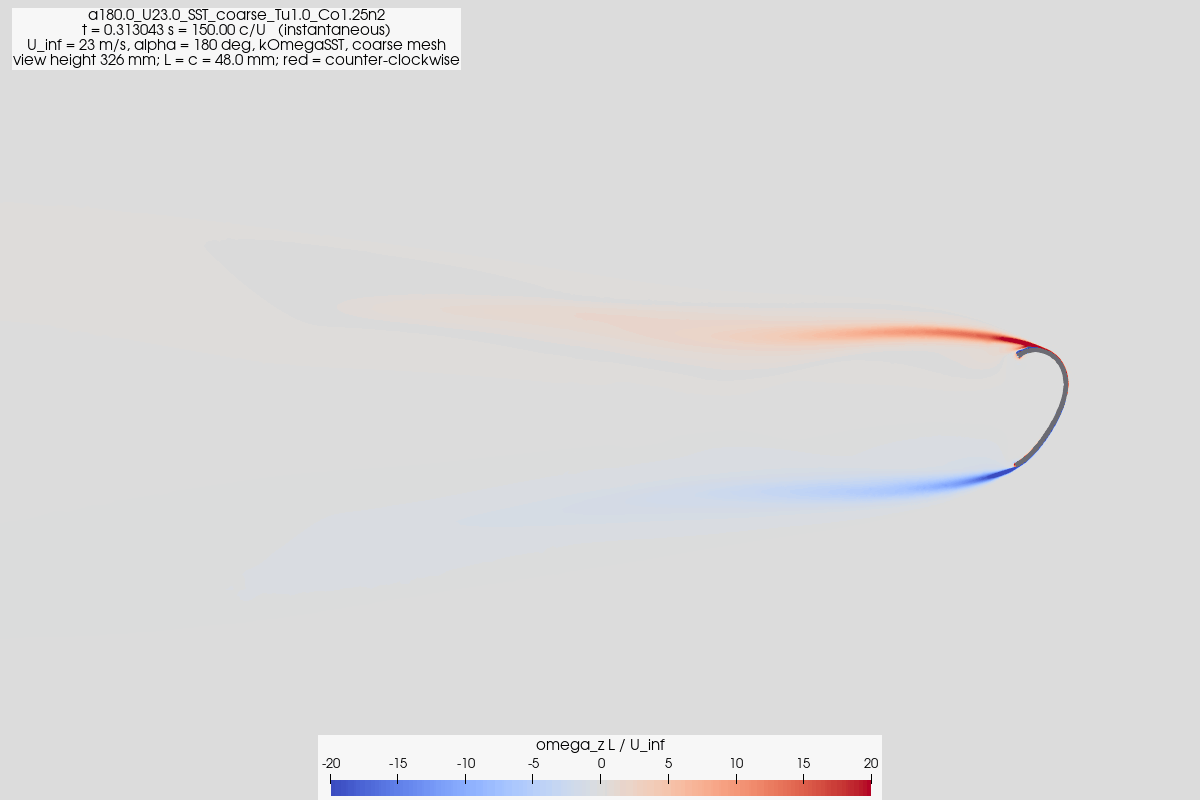 a180.0_U23.0_SST_coarse_Tu1.0_Co1.25n2
t = 0.313043 s = 150.00 c/U (instantaneous)
U_inf = 23 m/s, alpha = 180 deg, kOmegaSST, coarse mesh
view height 326 mm; L = c = 48.0 mm; red = counter-clockwise
omega_z L / U_inf
-20 -15 -10 -5 0 5 10 15 20